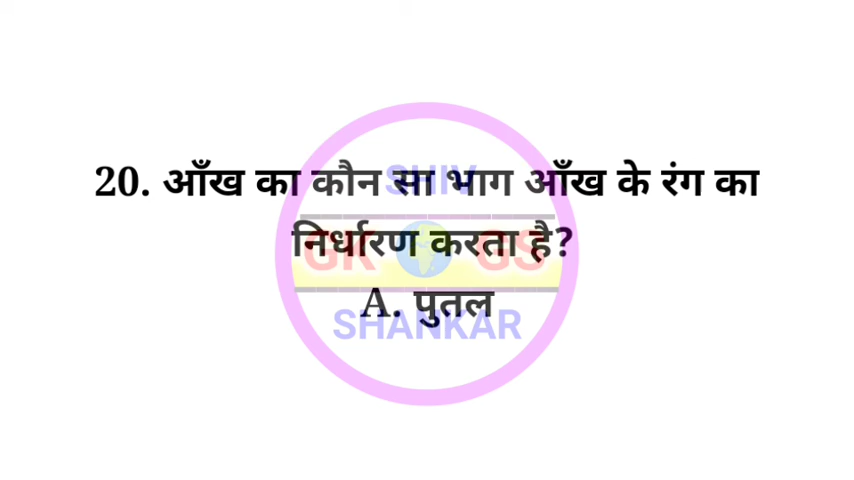 20. आँख का कौन सा भाग आँख के रंग का
निर्धारण करता है?
A. पुतल
SHIV
GK GS
SHANKAR